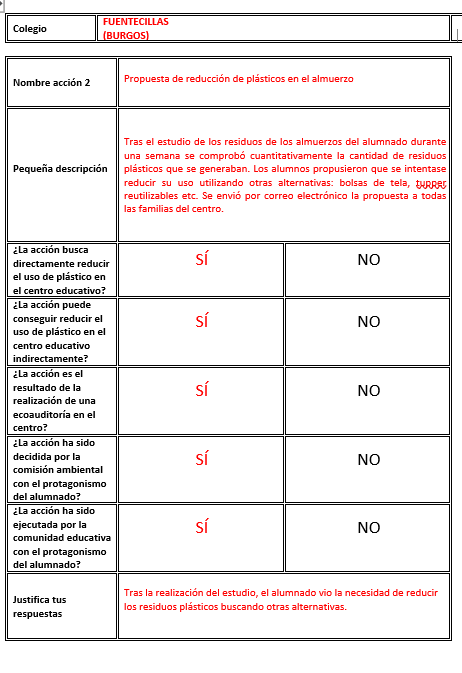 Colegio
FUENTECILLAS
(BURGOS)
Nombre acción 2
Propuesta de reducción de plásticos en el almuerzo
Pequeña descripción
Tras el estudio de los residuos de los almuerzos del alumnado durante
una semana se comprobó cuantitativamente la cantidad de residuos
plásticos que se generaban. Los alumnos propusieron que se intentase
reducir su uso utilizando otras alternativas: bolsas de tela, tupper
reutilizables etc. Se envió por correo electrónico la propuesta a todas
las familias del centro.
¿La acción busca
directamente reducir
el uso de plástico en
el centro educativo?
SÍ
NO
¿La acción puede
conseguir reducir el
uso de plástico en el
centro educativo
indirectamente?
SÍ
NO
¿La acción es el
resultado de la
realización de una
ecoauditoría en el
centro?
SÍ
NO
¿La acción ha sido
decidida por la
comisión ambiental
con el protagonismo
del alumnado?
SÍ
NO
¿La acción ha sido
ejecutada por la
comunidad educativa
con el protagonismo
del alumnado?
SÍ
NO
Justifica tus
respuestas
Tras la realización del estudio, el alumnado vio la necesidad de reducir
los residuos plásticos buscando otras alternativas.